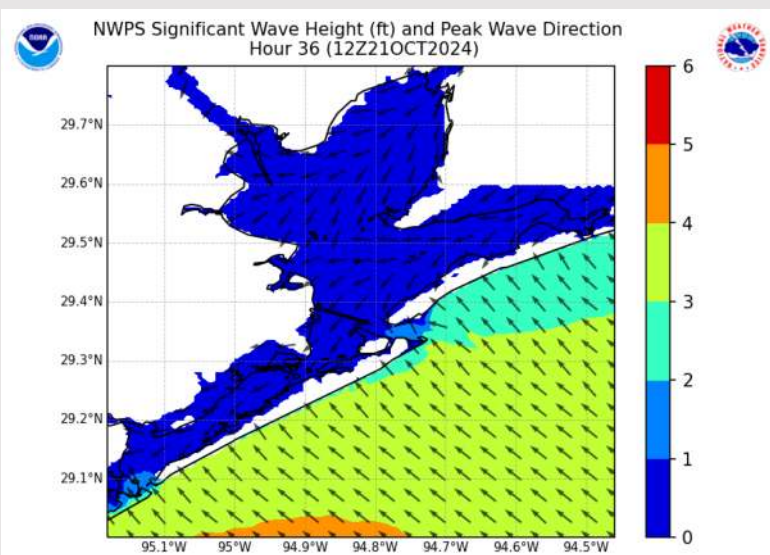 NWPS Significant Wave Height (ft) and Peak Wave Direction
Hour 36 (12Z21OCT2024)
NOAA
29.7°N
29.6°N
29.5°N
29.4°N
29.3°N
29.2°N
29.1°N
95.1°W 95°W 94.9°W 94.8°W 94.7°W 94.6°W 94.5°W
6
5
4
3
2
1
0